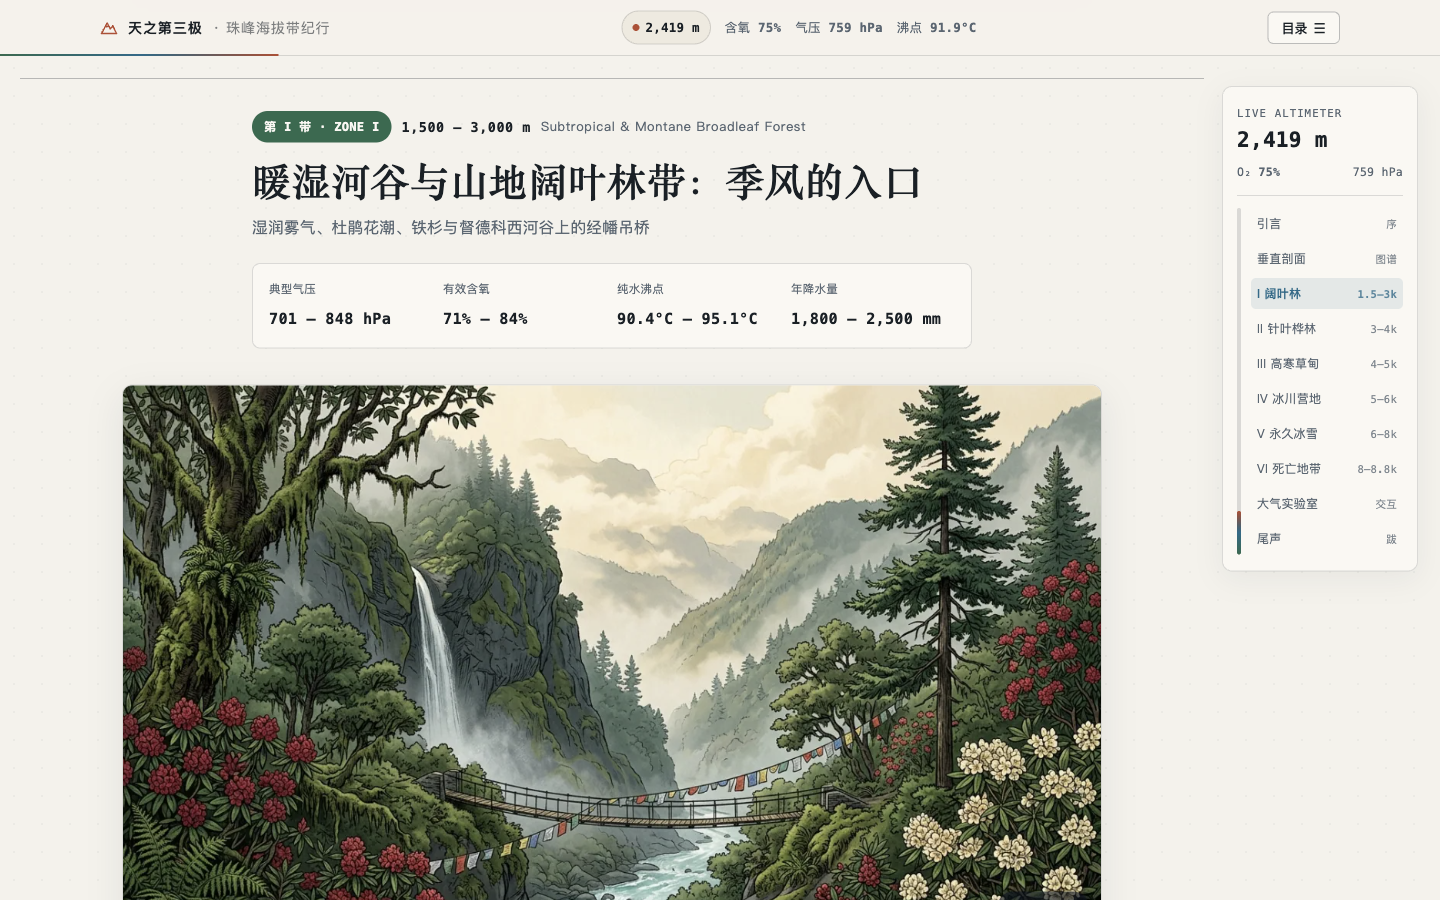 天之第三极 · 珠峰海拔带纪行
2,419 m 含氧 75% 气压 759 hPa 沸点 91.9°C
目录 ☰
第 I 带 · ZONE I 1,500 – 3,000 m Subtropical & Montane Broadleaf Forest
暖湿河谷与山地阔叶林带：季风的入口
湿润雾气、杜鹃花潮、铁杉与督德科西河谷上的经幡吊桥
典型气压 有效含氧 纯水沸点 年降水量
701 – 848 hPa 71% – 84% 90.4°C – 95.1°C 1,800 – 2,500 mm
LIVE ALTIMETER
2,419 m
O₂ 75% 759 hPa
引言 序
垂直剖面 图谱
I 阔叶林 1.5–3k
II 针叶桦林 3–4k
III 高寒草甸 4–5k
IV 冰川营地 5–6k
V 永久冰雪 6–8k
VI 死亡地带 8–8.8k
大气实验室 交互
尾声 跋